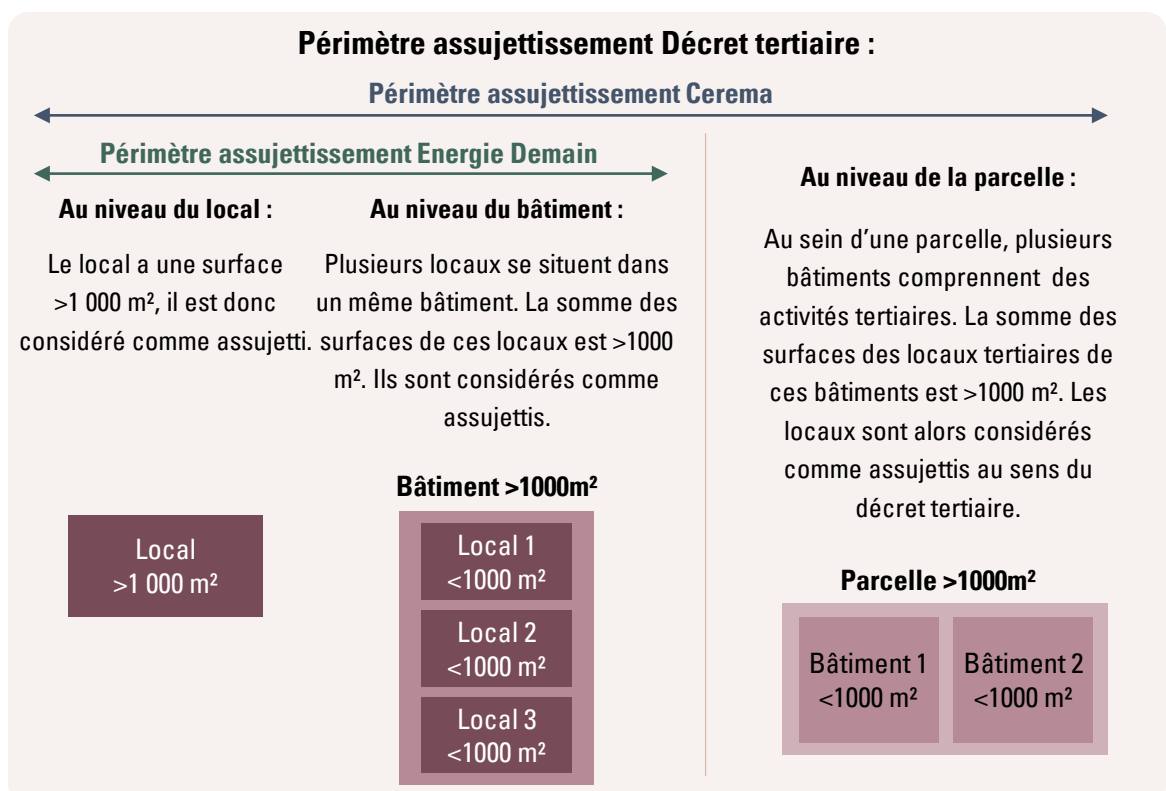 Périmètre assujettissement Décret tertiaire :
Périmètre assujettissement Cerema
Périmètre assujettissement Energie Demain
Au niveau du local :
Le local a une surface
>1 000 m², il est donc
considéré comme assujetti.
Local
>1 000 m²
Au niveau du bâtiment :
Plusieurs locaux se situent dans
un même bâtiment. La somme des
surfaces de ces locaux est >1000
m². Ils sont considérés comme
assujettis.
Bâtiment >1000m²
Local 1
<1000 m²
Local 2
<1000 m²
Local 3
<1000 m²
Au niveau de la parcelle :
Au sein d’une parcelle, plusieurs
bâtiments comprennent des
activités tertiaires. La somme des
surfaces des locaux tertiaires de
ces bâtiments est >1000 m². Les
locaux sont alors considérés
comme assujettis au sens du
décret tertiaire.
Parcelle >1000m²
Bâtiment 1
<1000 m²
Bâtiment 2
<1000 m²